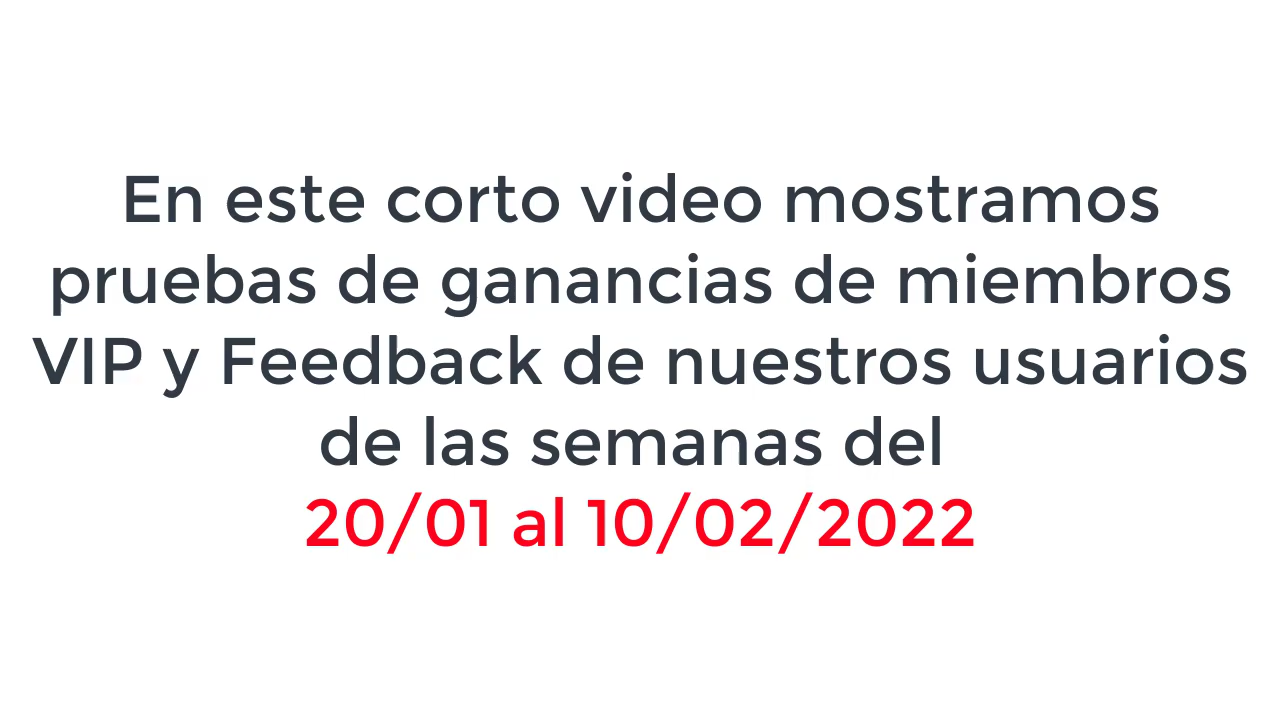 En este corto video mostramos
pruebas de ganancias de miembros
VIP y Feedback de nuestros usuarios
de las semanas del
20/01 al 10/02/2022